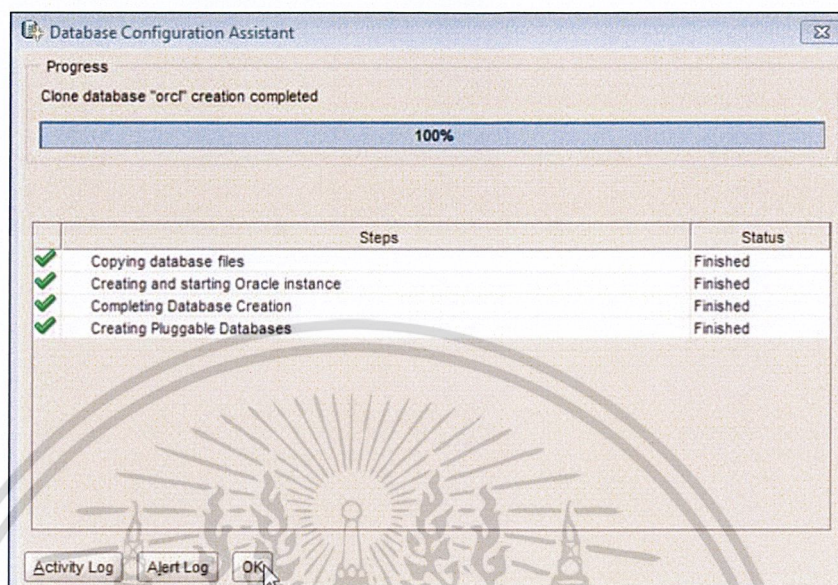 Database Configuration Assistant
Progress
Clone database "orcl" creation completed
100%
Steps Status
Copying database files Finished
Creating and starting Oracle instance Finished
Completing Database Creation Finished
Creating Pluggable Databases Finished
Activity Log Alert Log OK